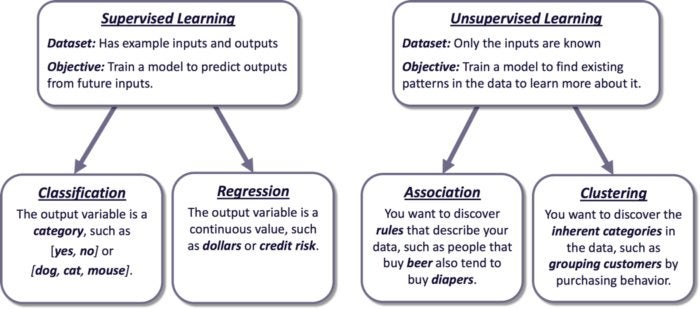 Supervised Learning
Dataset: Has example inputs and outputs
Objective: Train a model to predict outputs
from future inputs.
Unsupervised Learning
Dataset: Only the inputs are known
Objective: Train a model to find existing
patterns in the data to learn more about it.
Classification
The output variable is a
category, such as
[yes, no] or
[dog, cat, mouse].
Regression
The output variable is a
continuous value, such
as dollars or credit risk.
Association
You want to discover
rules that describe your
data, such as people that
buy beer also tend to
buy diapers.
Clustering
You want to discover the
inherent categories in
the data, such as
grouping customers by
purchasing behavior.